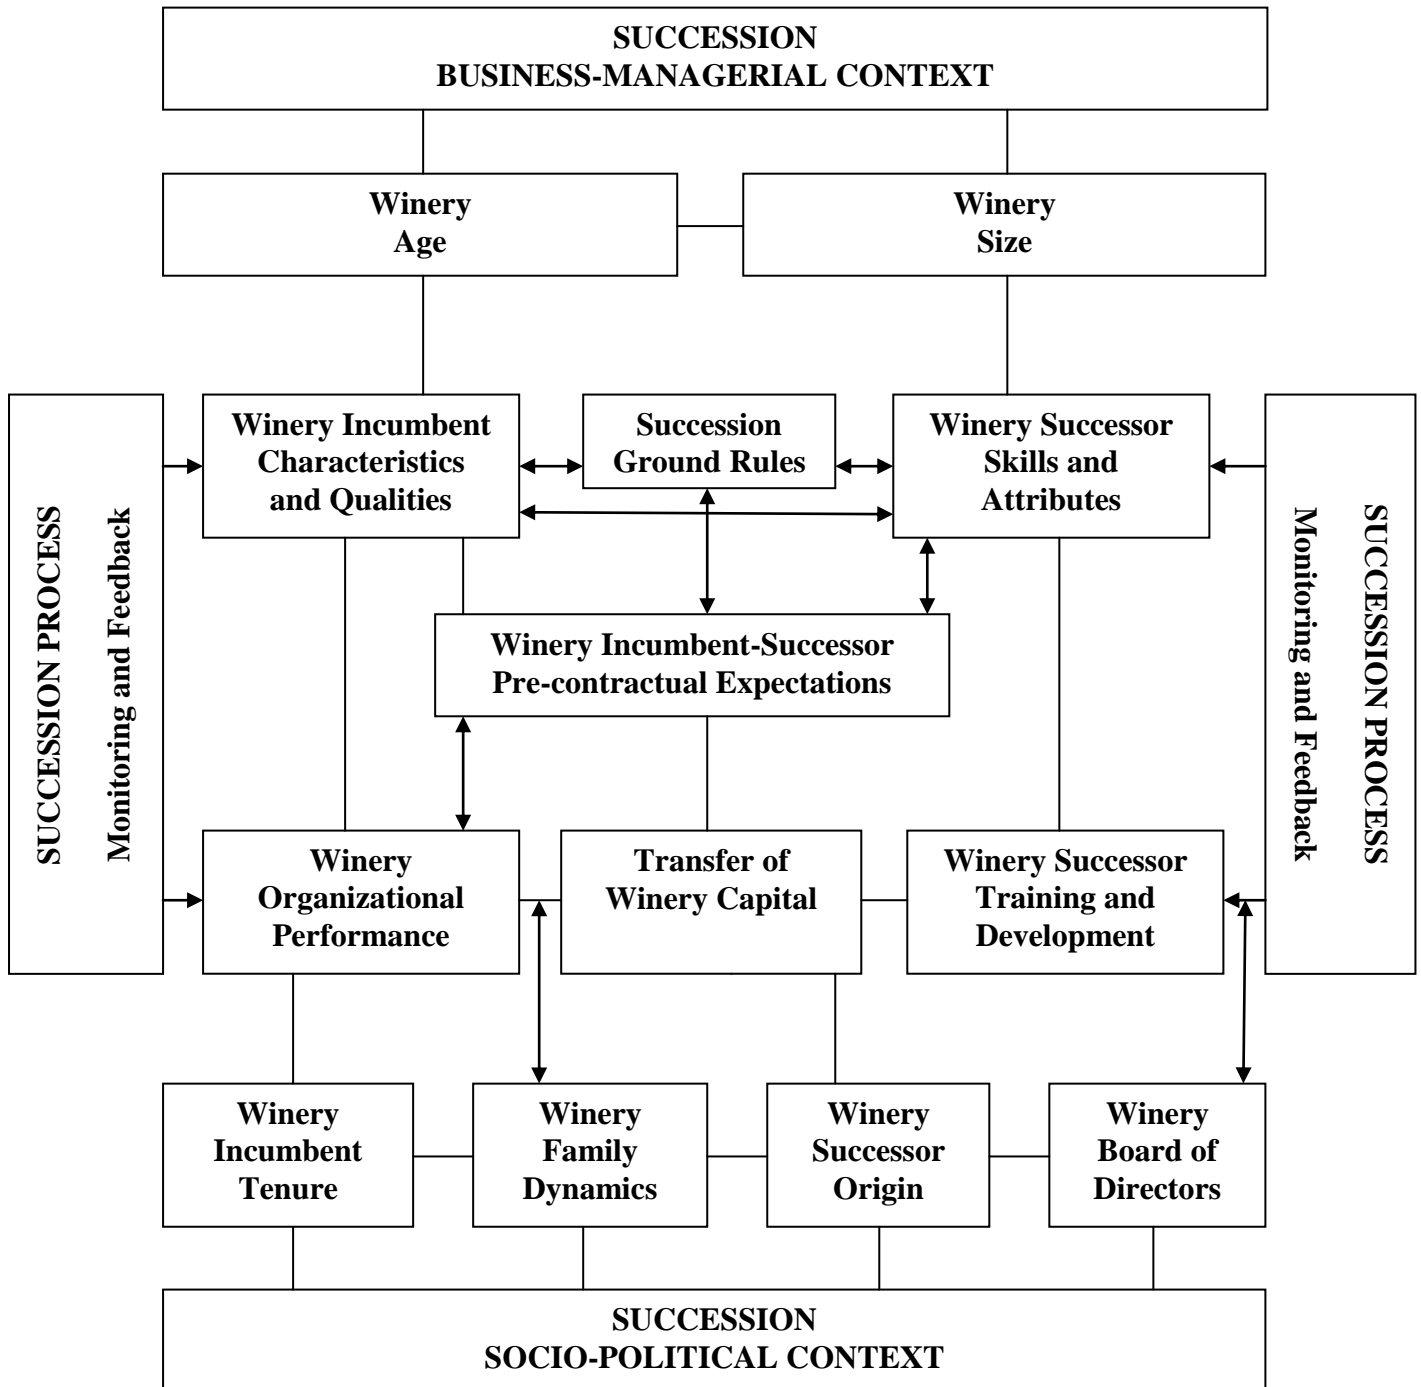 SUCCESSION
BUSINESS-MANAGERIAL CONTEXT
Winery
Age
Winery
Size
SUCCESSION PROCESS
Monitoring and Feedback
Winery Incumbent
Characteristics
and Qualities
Succession
Ground Rules
Winery Successor
Skills and
Attributes
SUCCESSION PROCESS
Monitoring and Feedback
Winery Incumbent-Successor
Pre-contractual Expectations
Winery
Organizational
Performance
Transfer of
Winery Capital
Winery Successor
Training and
Development
Winery
Incumbent
Tenure
Winery
Family
Dynamics
Winery
Successor
Origin
Winery
Board of
Directors
SUCCESSION
SOCIO-POLITICAL CONTEXT